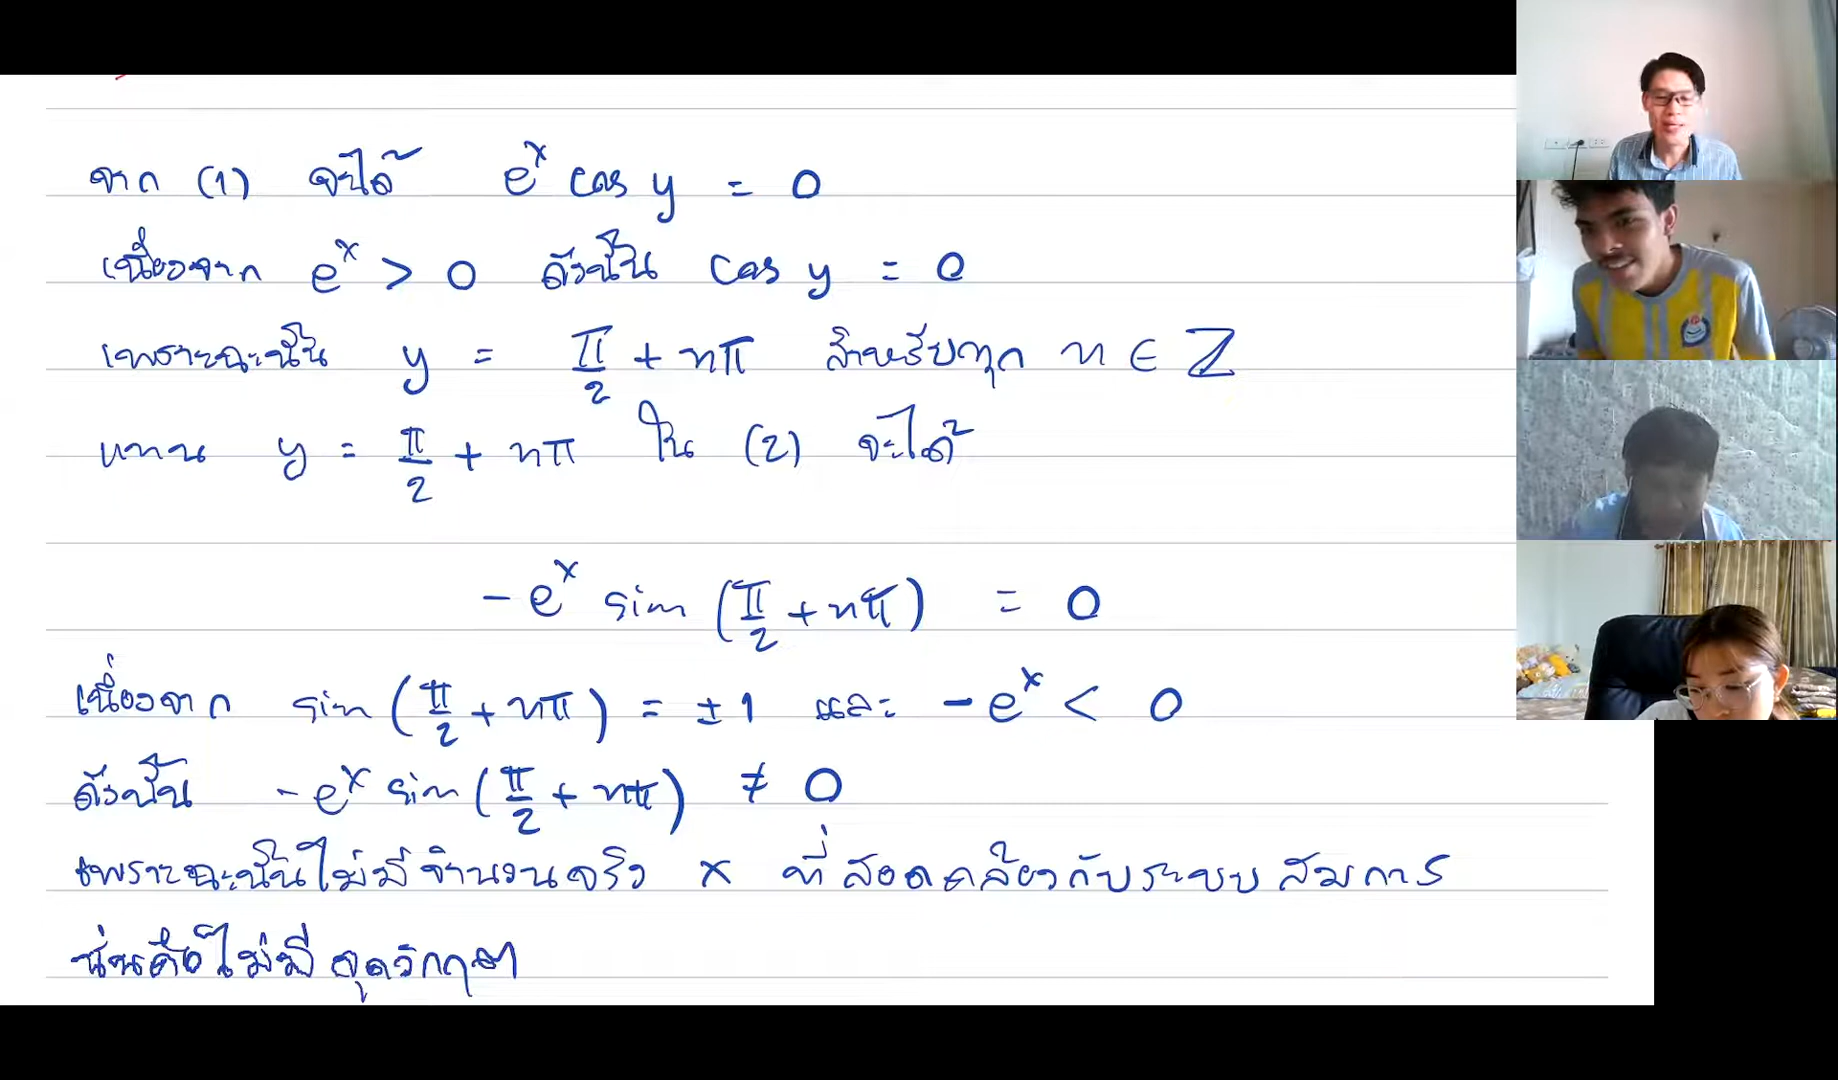 จาก (1) จะได้ e^x cos y = 0
เนื่องจาก e^x > 0 ดังนั้น cos y = 0
เพราะฉะนั้น y = π/2 + nπ สำหรับทุก n ∈ ℤ
แทน y = π/2 + nπ ใน (2) จะได้
-e^x sin (π/2 + nπ) = 0
เนื่องจาก sin (π/2 + nπ) = ±1 และ -e^x < 0
ดังนั้น -e^x sin (π/2 + nπ) ≠ 0
เพราะฉะนั้นไม่มีจำนวนจริง x ที่สอดคล้องกับระบบสมการ
นั่นคือไม่มีจุดวิกฤต